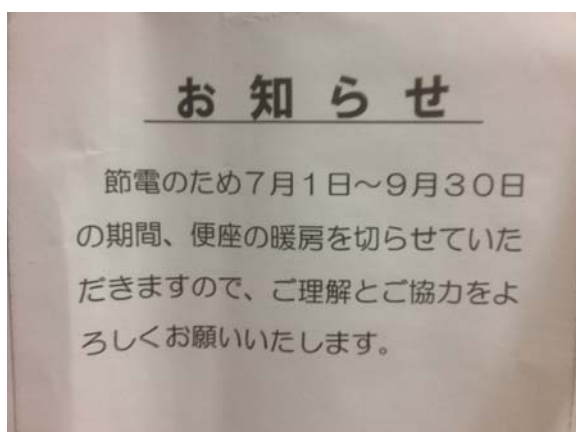 お知らせ
節電のため7月1日～9月30日
の期間、便座の暖房を切らせていた
だきますので、ご理解とご協力をよ
ろしくお願いいたします。